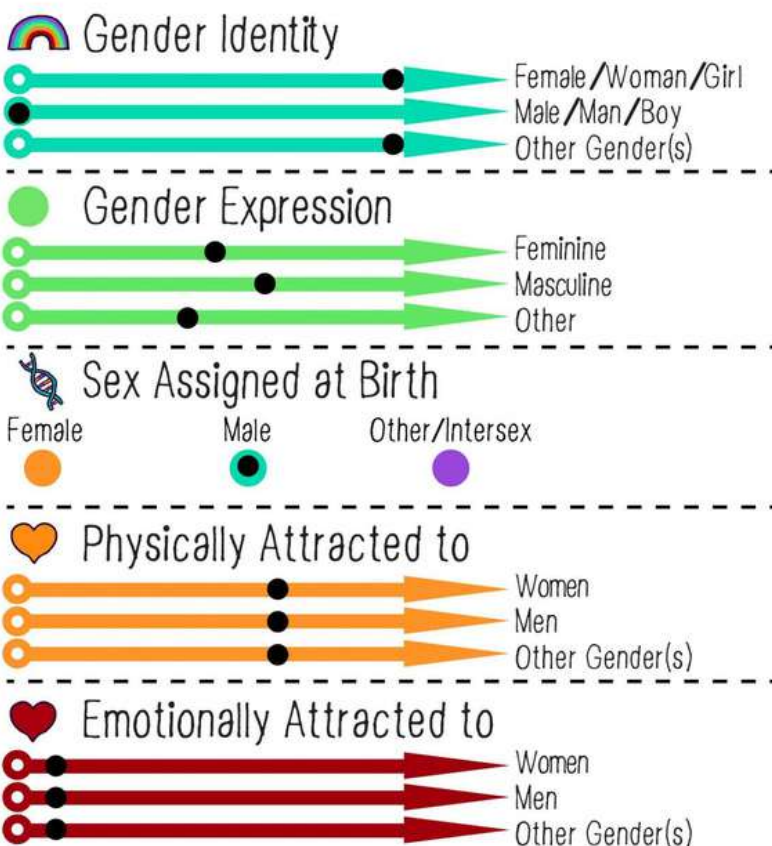 Gender Identity
Female/Woman/Girl
Male/Man/Boy
Other Gender(s)
Gender Expression
Feminine
Masculine
Other
Sex Assigned at Birth
Female Male Other/Intersex
Physically Attracted to
Women
Men
Other Gender(s)
Emotionally Attracted to
Women
Men
Other Gender(s)